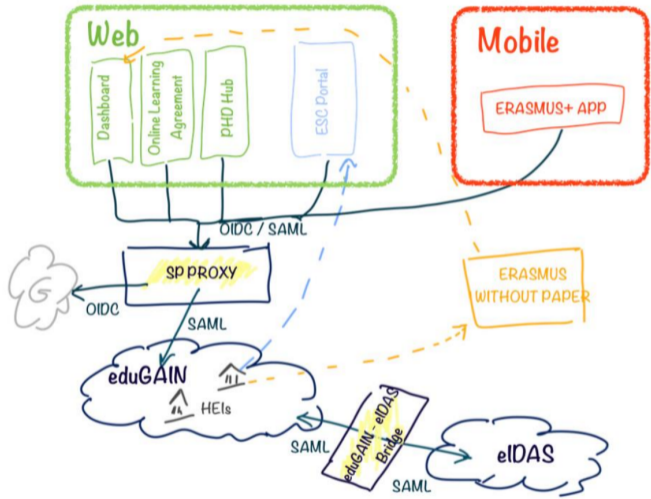 Web
Mobile
Dashboard
Online Learning
Agreement
PHD Hub
ESC Portal
ERASMUS+ APP
OIDC / SAML
SP PROXY
G
OIDC
SAML
ERASMUS
WITHOUT PAPER
eduGAIN
HEIs
SAML
eduGAIN - eIDAS
Bridge
SAML
eIDAS